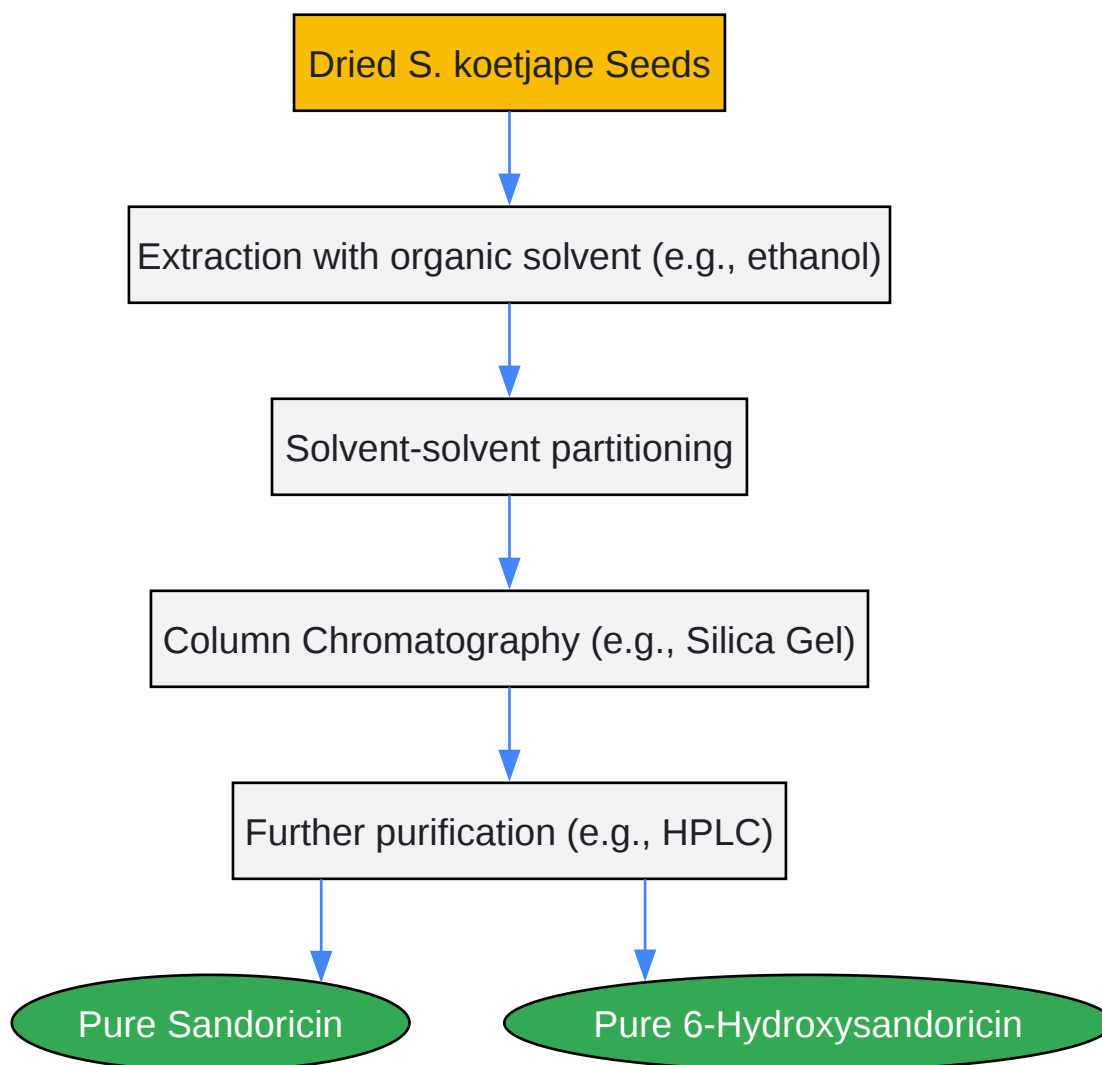 Dried S. koetjape Seeds
Extraction with organic solvent (e.g., ethanol)
Solvent-solvent partitioning
Column Chromatography (e.g., Silica Gel)
Further purification (e.g., HPLC)
Pure Sandoricin
Pure 6-Hydroxysandoricin